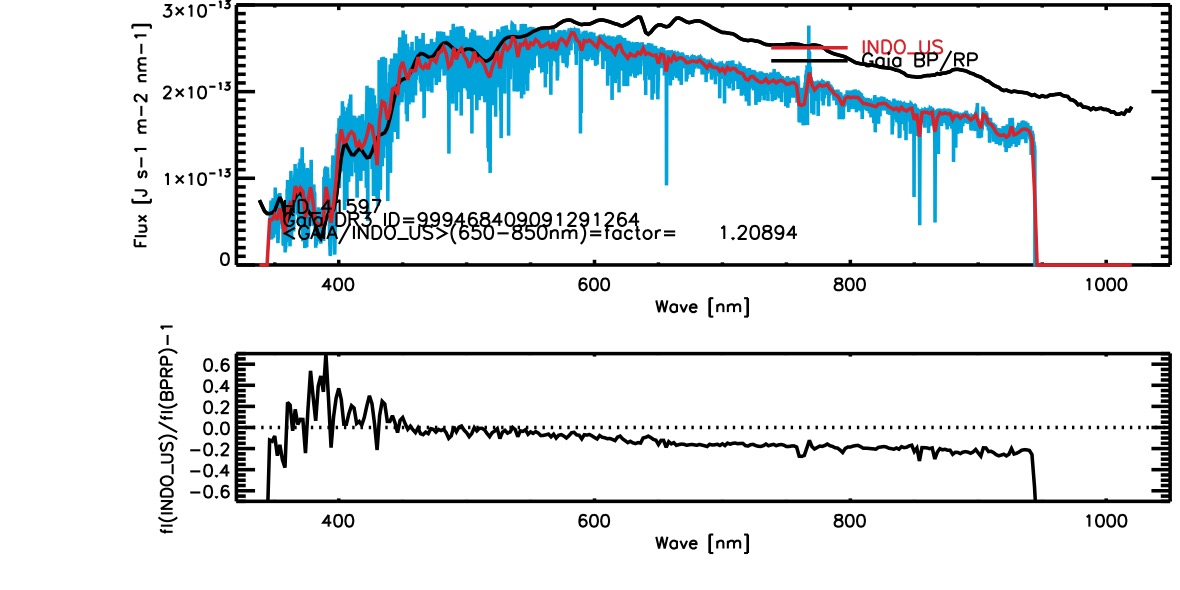 3×10−13
2×10−13
1×10−13
0
Flux [J s−1 m−2 nm−1]
INDO_US
Gaia BP/RP
HD 41597
Gaia DR3 ID=999468409091291264
<GAIA/INDO_US>(650−850nm)=factor= 1.20894
400 600 800 1000
Wave [nm]
0.6
0.4
0.2
0.0
−0.2
−0.4
−0.6
fl(INDO_US)/fl(BPRP)−1
400 600 800 1000
Wave [nm]